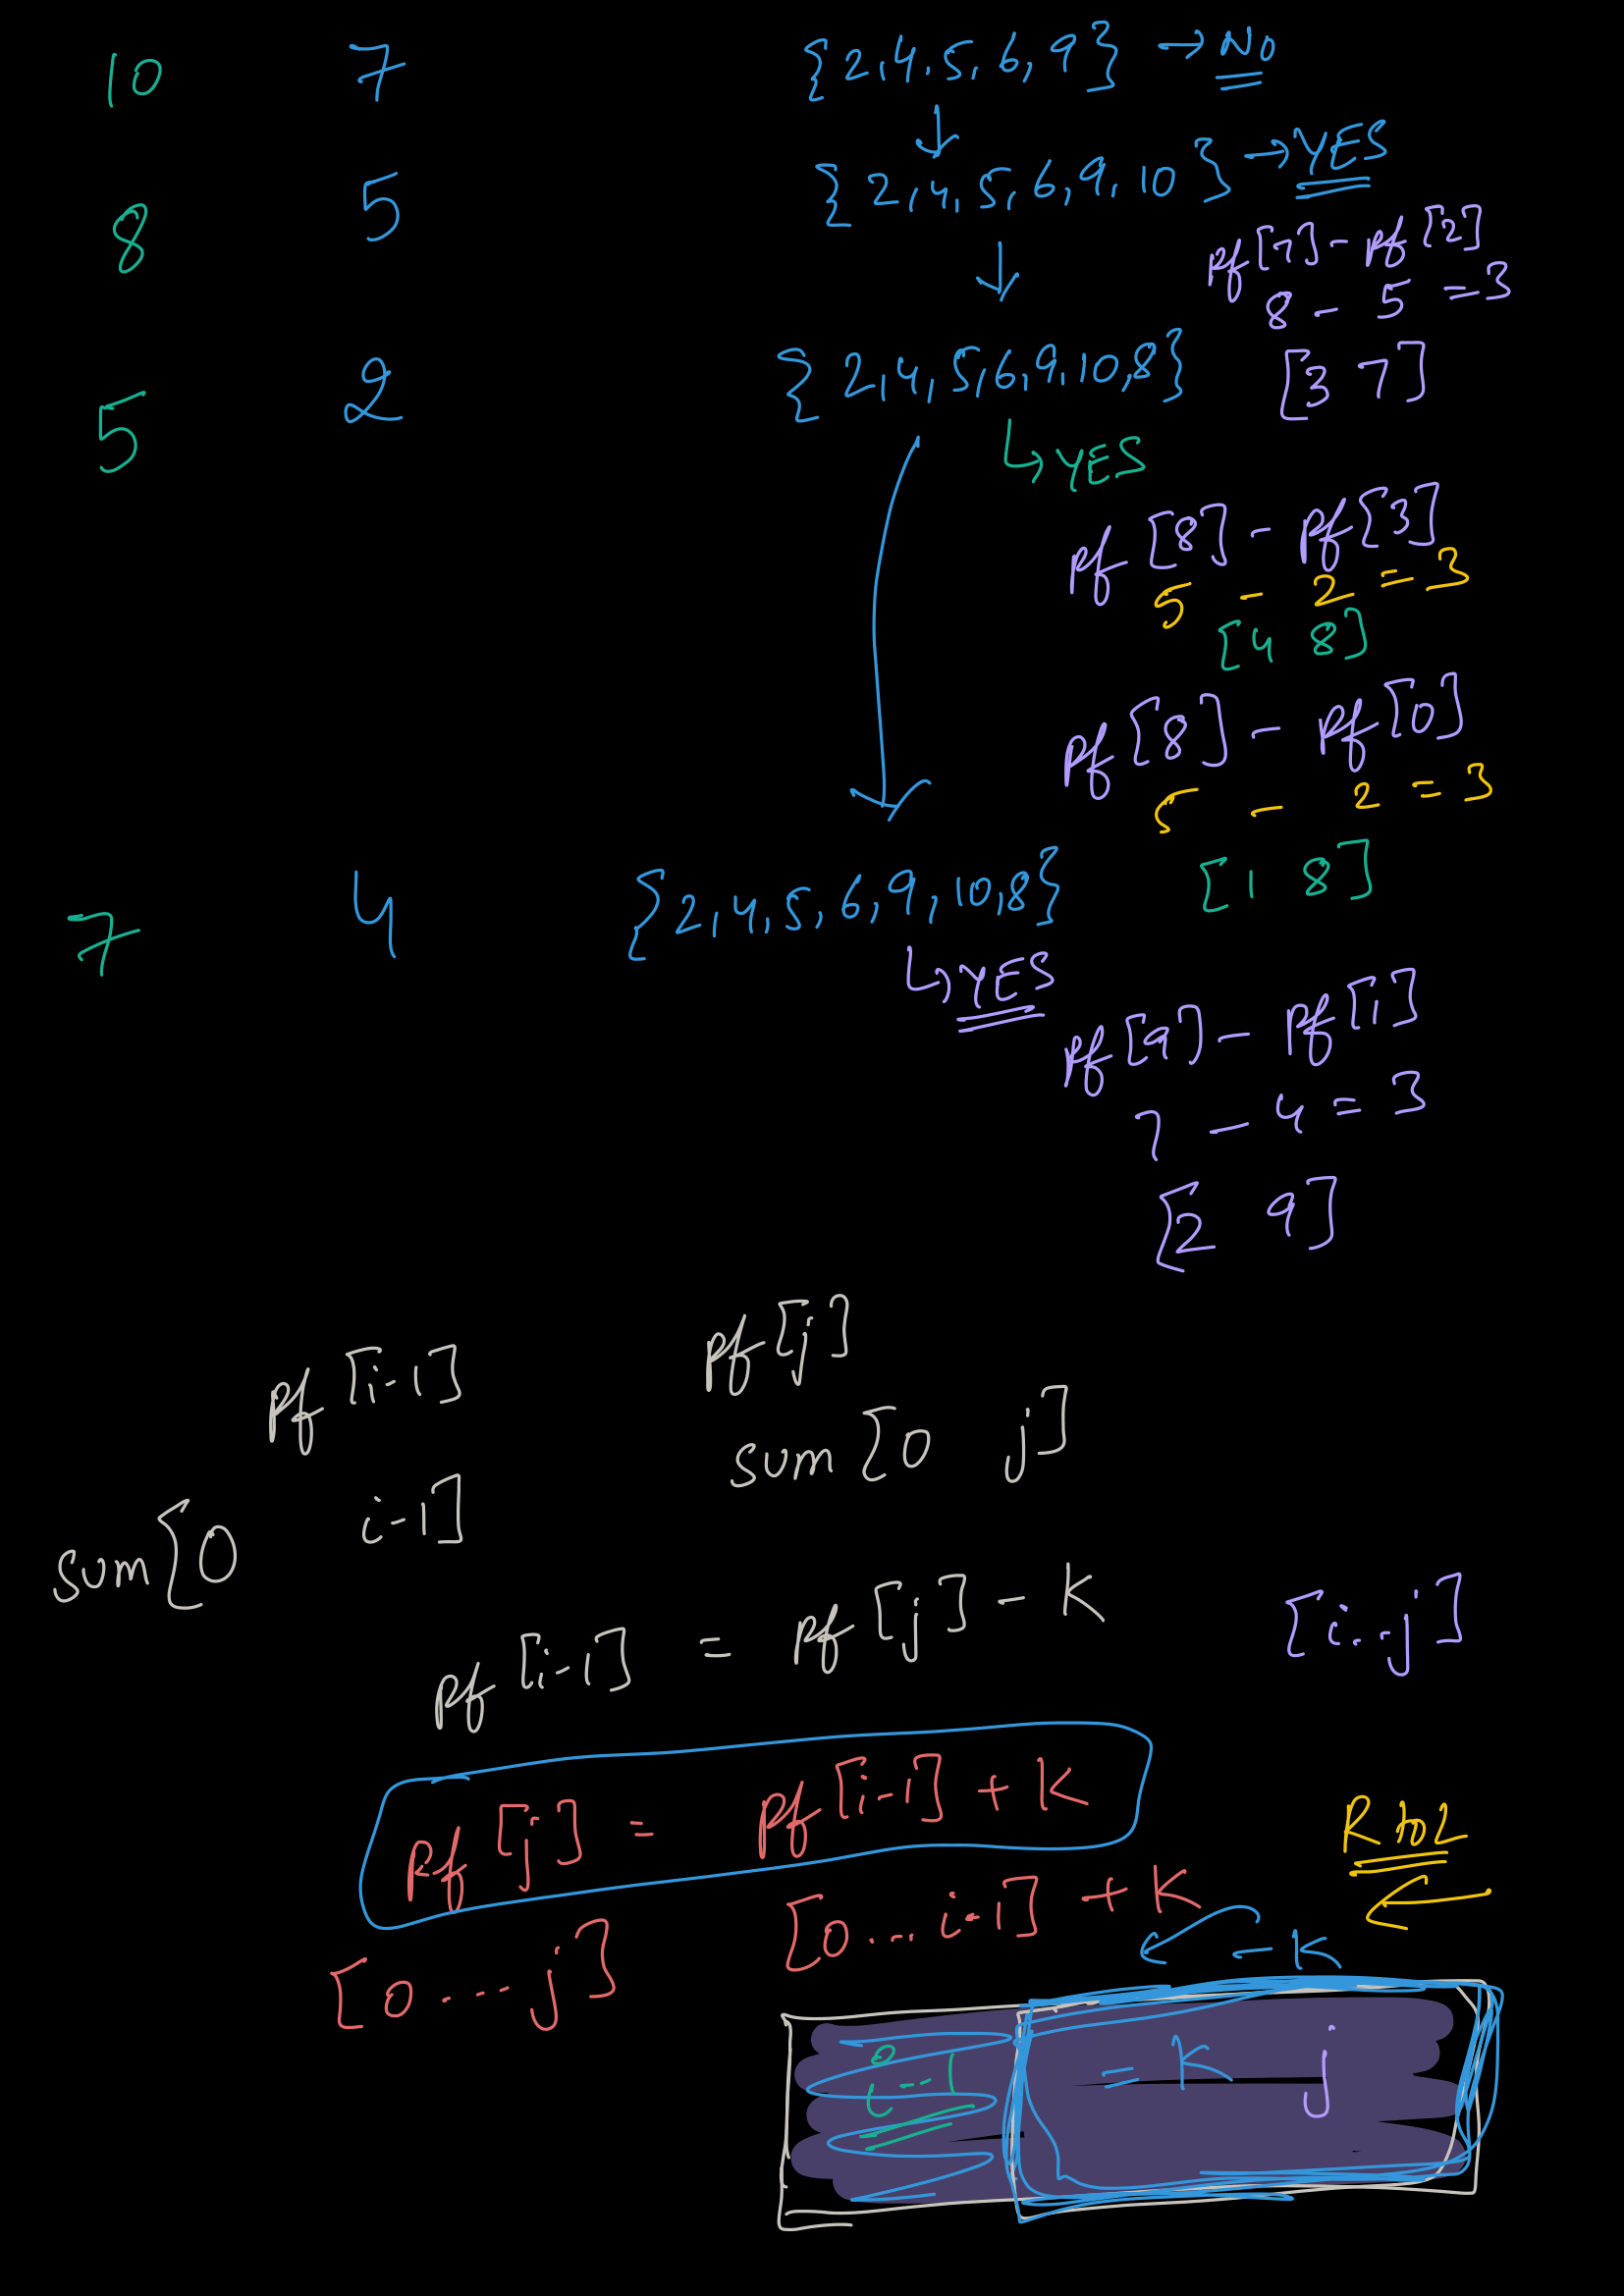 10 7 {2,4,5,6,9} → NO
{2,4,5,6,9,10} → YES
8 5
pf[7] - pf[2]
8 - 5 = 3
5 2 {2,4,5,6,9,10,8} [3 7]
↳ YES
pf[8] - pf[3]
5 - 2 = 3
[4 8]
pf[8] - pf[0]
5 - 2 = 3
7 4 {2,4,5,6,9,10,8} [1 8]
↳ YES
pf[9] - pf[1]
7 - 4 = 3
[2 9]
pf[i-1] pf[j]
sum[0 i-1] sum[0 j]
pf[i-1] = pf[j] - K [i..j]
pf[j] = pf[i-1] + K
R to L
[0...j] [0...i-1] + K
- K
i-1 = K j